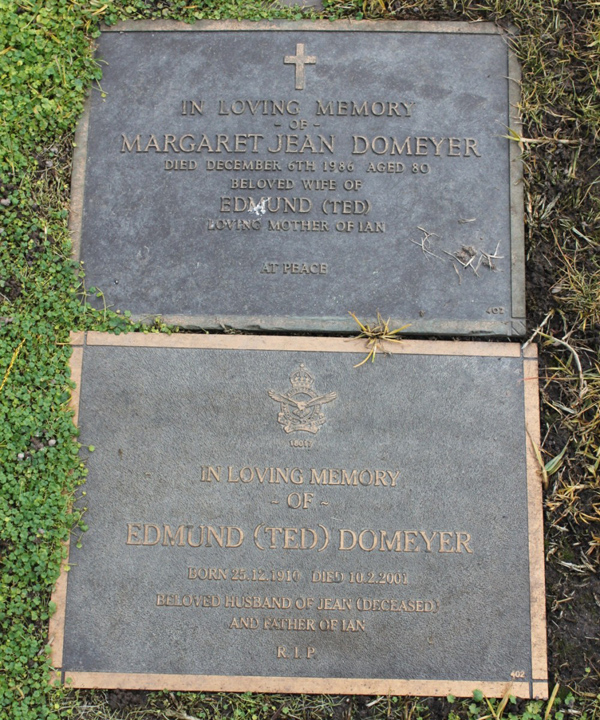 IN LOVING MEMORY
- OF -
MARGARET JEAN DOMEYER
DIED DECEMBER 6TH 1986 AGED 80
BELOVED WIFE OF
EDMUND (TED)
LOVING MOTHER OF IAN
AT PEACE
402
IN LOVING MEMORY
~ OF ~
EDMUND (TED) DOMEYER
BORN 25.12.1910 DIED 10.2.2001
BELOVED HUSBAND OF JEAN (DECEASED)
AND FATHER OF IAN
R.I.P.
402